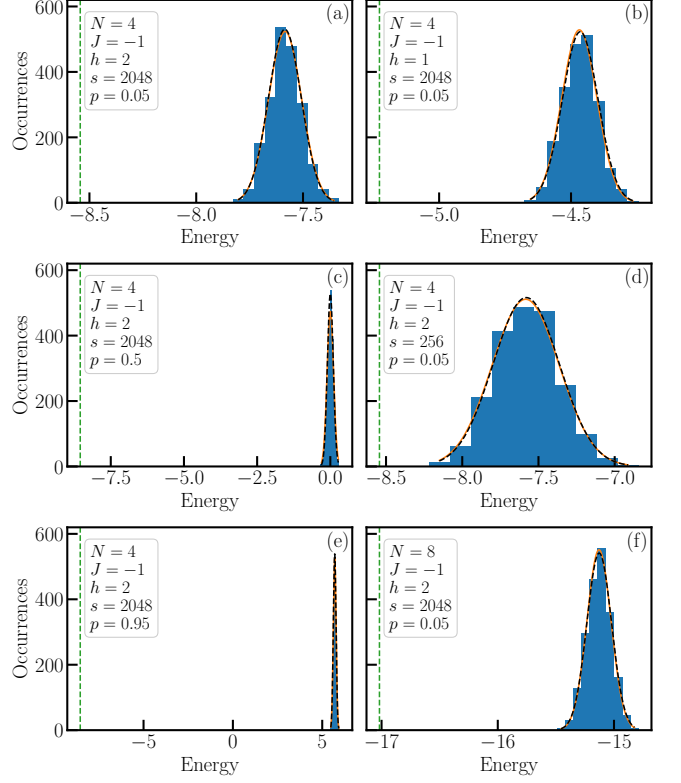 600
400
200
0
Occurrences
(a)
N = 4
J = −1
h = 2
s = 2048
p = 0.05
−8.5 −8.0 −7.5
Energy
(b)
N = 4
J = −1
h = 1
s = 2048
p = 0.05
−5.0 −4.5
Energy
600
400
200
0
Occurrences
(c)
N = 4
J = −1
h = 2
s = 2048
p = 0.5
−7.5 −5.0 −2.5 0.0
Energy
(d)
N = 4
J = −1
h = 2
s = 256
p = 0.05
−8.5 −8.0 −7.5 −7.0
Energy
600
400
200
0
Occurrences
(e)
N = 4
J = −1
h = 2
s = 2048
p = 0.95
−5 0 5
Energy
(f)
N = 8
J = −1
h = 2
s = 2048
p = 0.05
−17 −16 −15
Energy